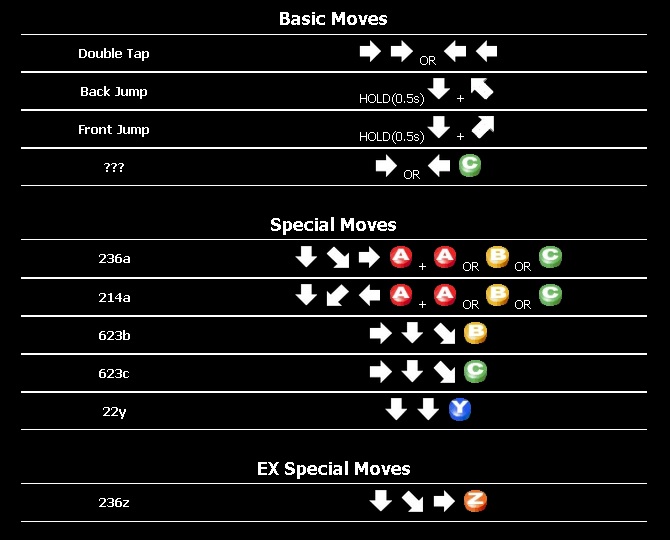 Basic Moves
Double Tap → → OR ← ←
Back Jump HOLD(0.5s) ↓ + ↖
Front Jump HOLD(0.5s) ↓ + ↗
??? → OR ← C
Special Moves
236a ↓ ↘ → A + A OR B OR C
214a ↓ ↙ ← A + A OR B OR C
623b → ↓ ↘ B
623c → ↓ ↘ C
22y ↓ ↓ Y
EX Special Moves
236z ↓ ↘ → Z